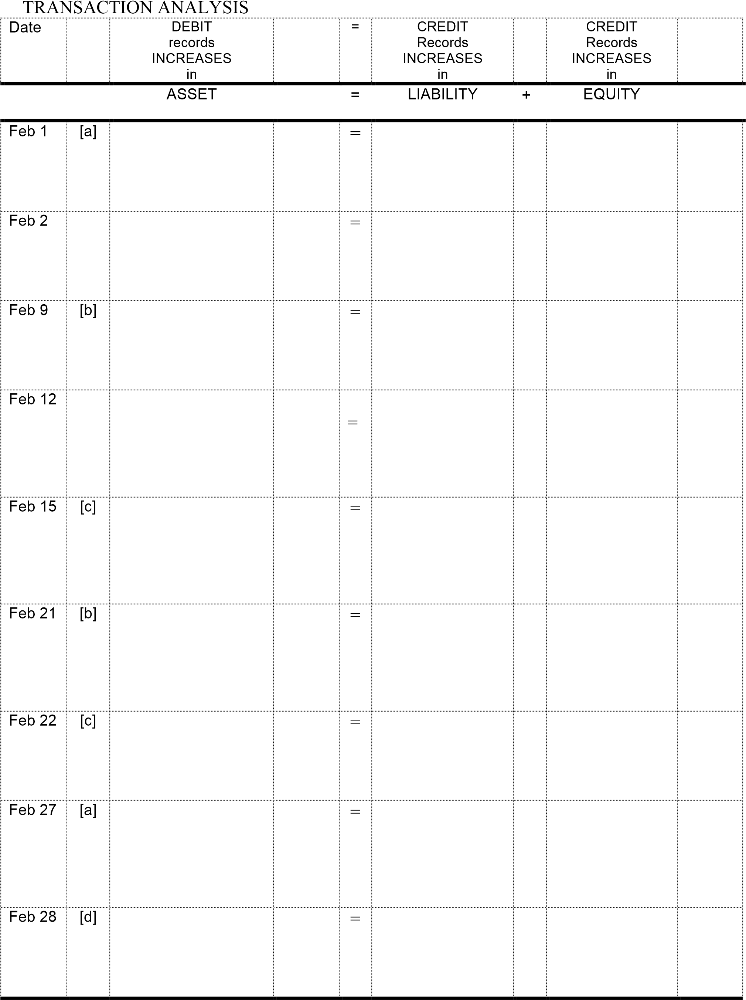 TRANSACTION ANALYSIS
Date DEBIT = CREDIT CREDIT
records Records Records
INCREASES INCREASES INCREASES
in in in
ASSET = LIABILITY + EQUITY
Feb 1 [a] =
Feb 2 =
Feb 9 [b] =
Feb 12
=
Feb 15 [c] =
Feb 21 [b] =
Feb 22 [c] =
Feb 27 [a] =
Feb 28 [d] =